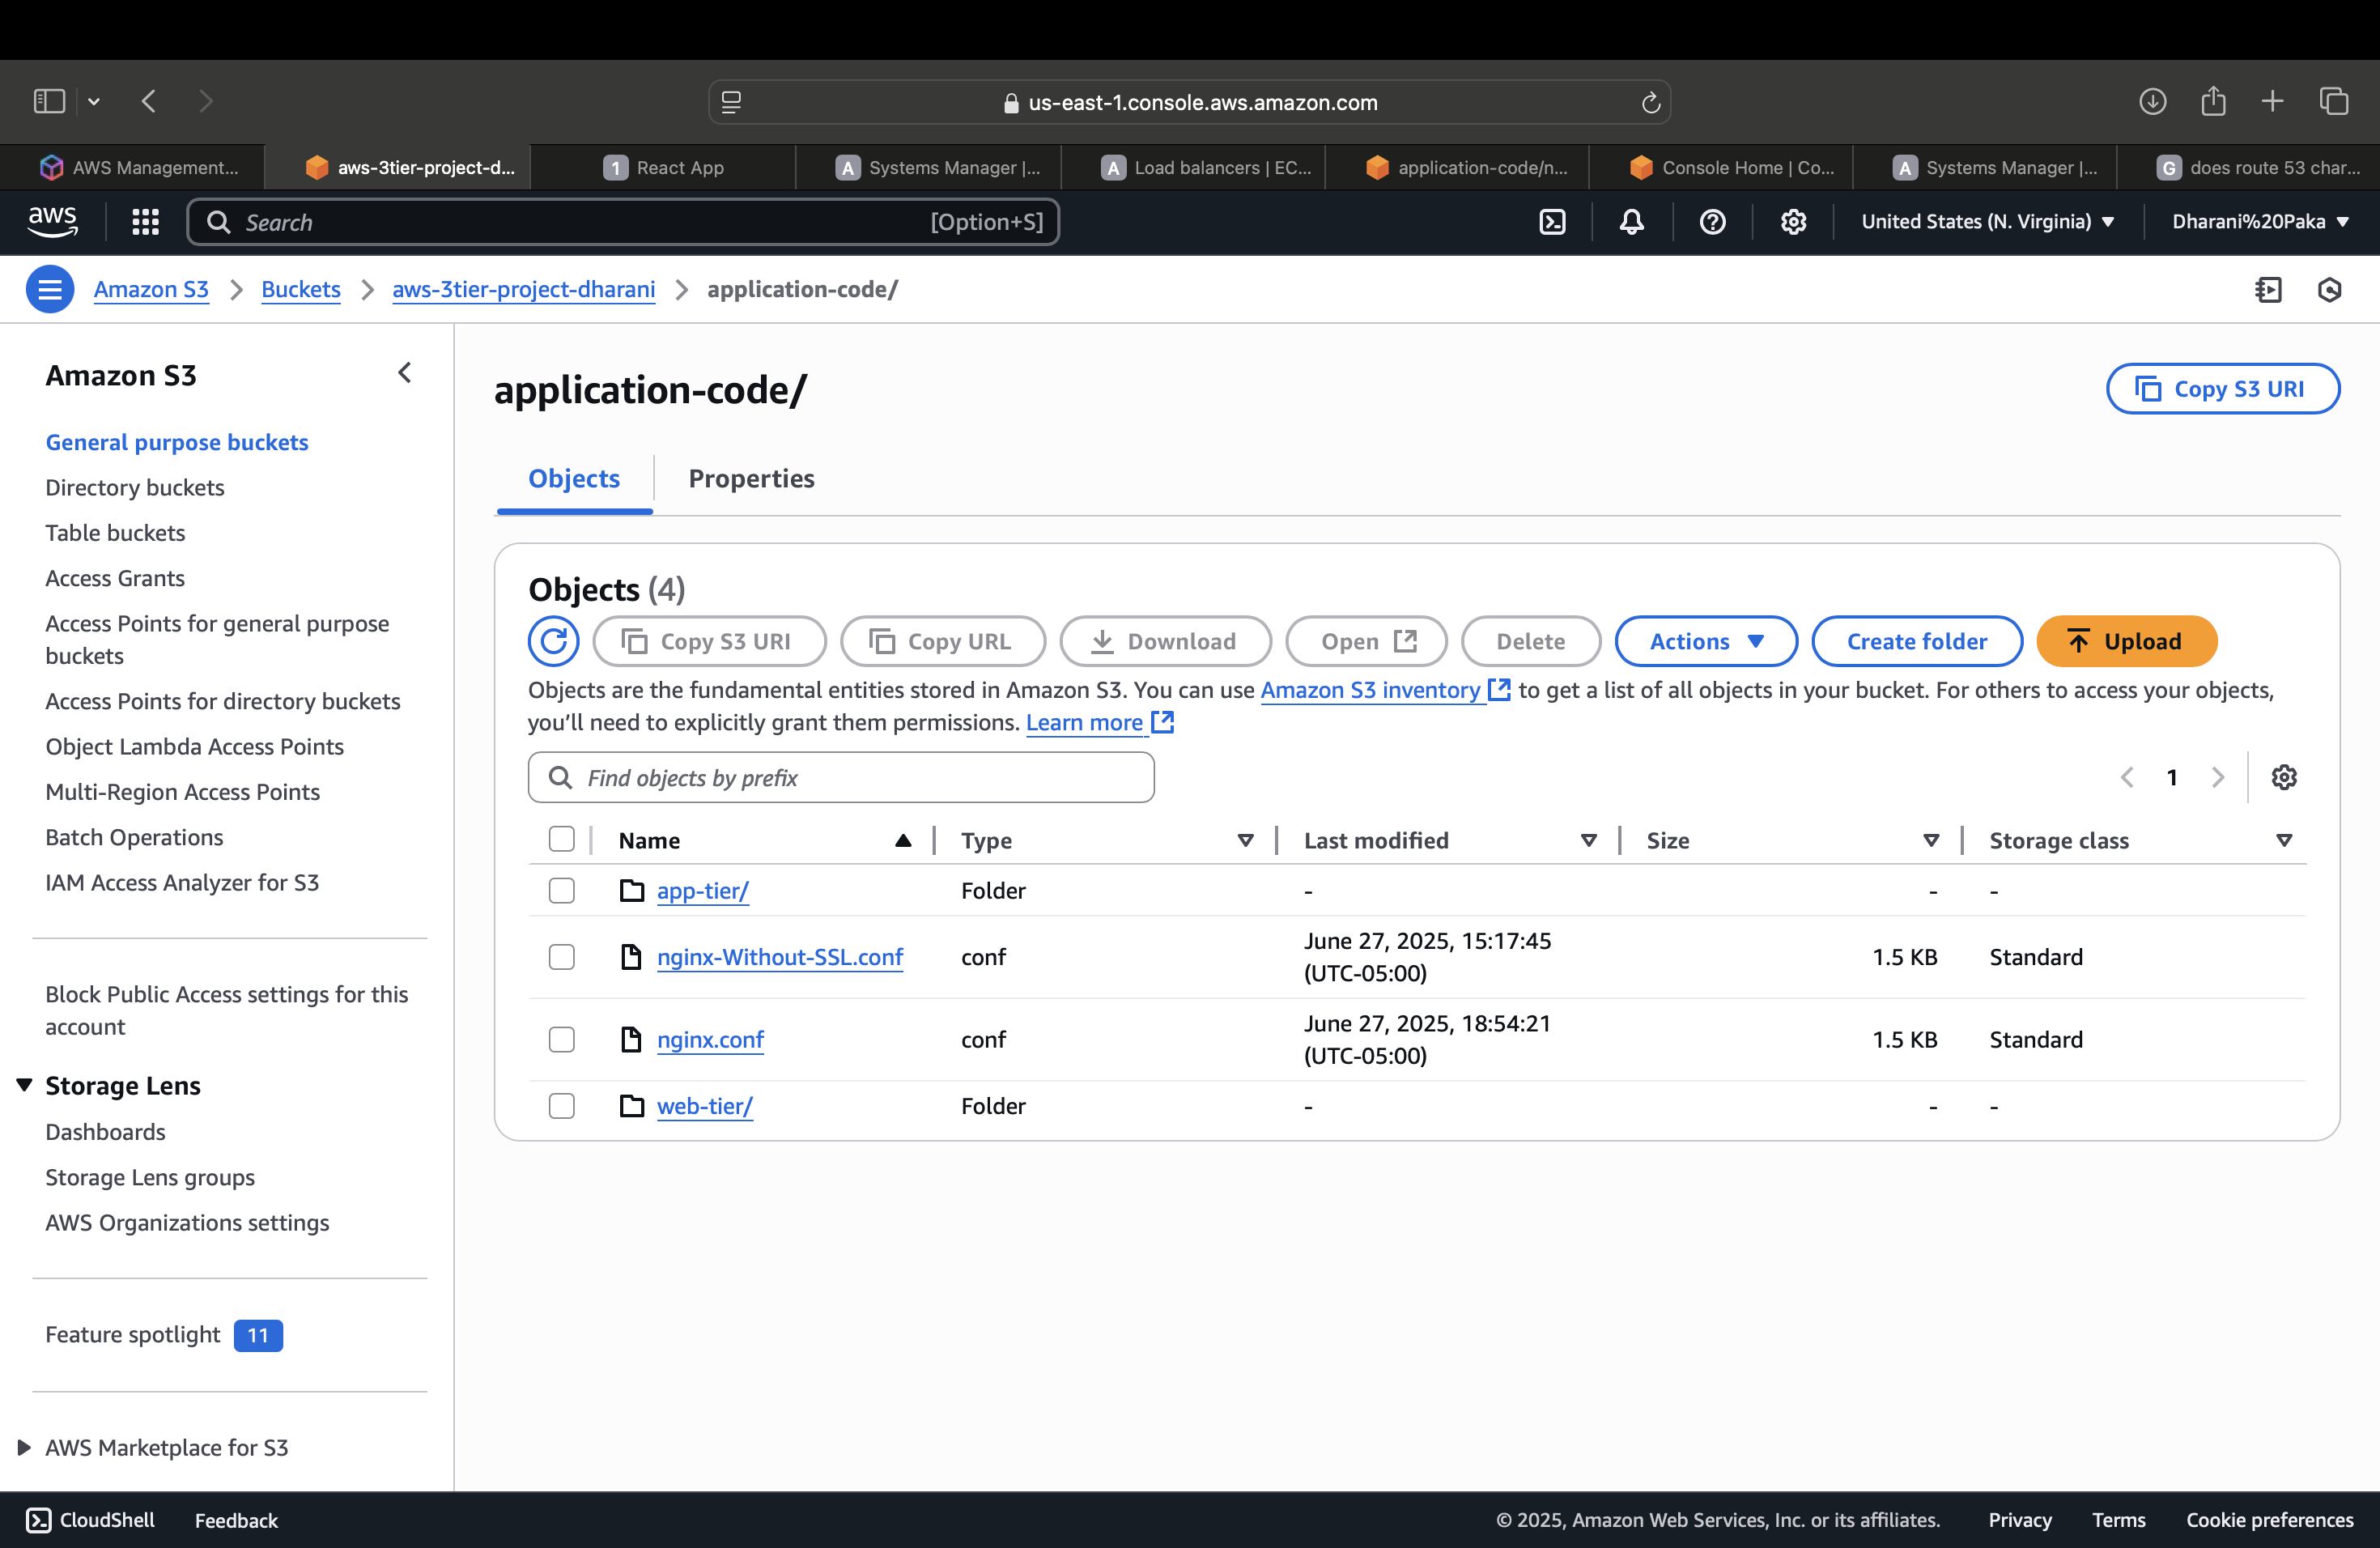 us-east-1.console.aws.amazon.com
AWS Management...
aws-3tier-project-d...
1 React App
A Systems Manager |...
A Load balancers | EC...
application-code/n...
Console Home | Co...
A Systems Manager |...
G does route 53 char...
aws
Search
[Option+S]
United States (N. Virginia)
Dharani%20Paka
Amazon S3
Buckets
aws-3tier-project-dharani
application-code/
Amazon S3
General purpose buckets
Directory buckets
Table buckets
Access Grants
Access Points for general purpose
buckets
Access Points for directory buckets
Object Lambda Access Points
Multi-Region Access Points
Batch Operations
IAM Access Analyzer for S3
Block Public Access settings for this
account
Storage Lens
Dashboards
Storage Lens groups
AWS Organizations settings
Feature spotlight 11
AWS Marketplace for S3
application-code/
Copy S3 URI
Objects
Properties
Objects (4)
Copy S3 URI
Copy URL
Download
Open
Delete
Actions
Create folder
Upload
Objects are the fundamental entities stored in Amazon S3. You can use Amazon S3 inventory to get a list of all objects in your bucket. For others to access your objects,
you’ll need to explicitly grant them permissions. Learn more
Find objects by prefix
1
Name Type Last modified Size Storage class
app-tier/ Folder - - -
nginx-Without-SSL.conf conf June 27, 2025, 15:17:45 (UTC-05:00) 1.5 KB Standard
nginx.conf conf June 27, 2025, 18:54:21 (UTC-05:00) 1.5 KB Standard
web-tier/ Folder - - -
CloudShell
Feedback
© 2025, Amazon Web Services, Inc. or its affiliates.
Privacy
Terms
Cookie preferences